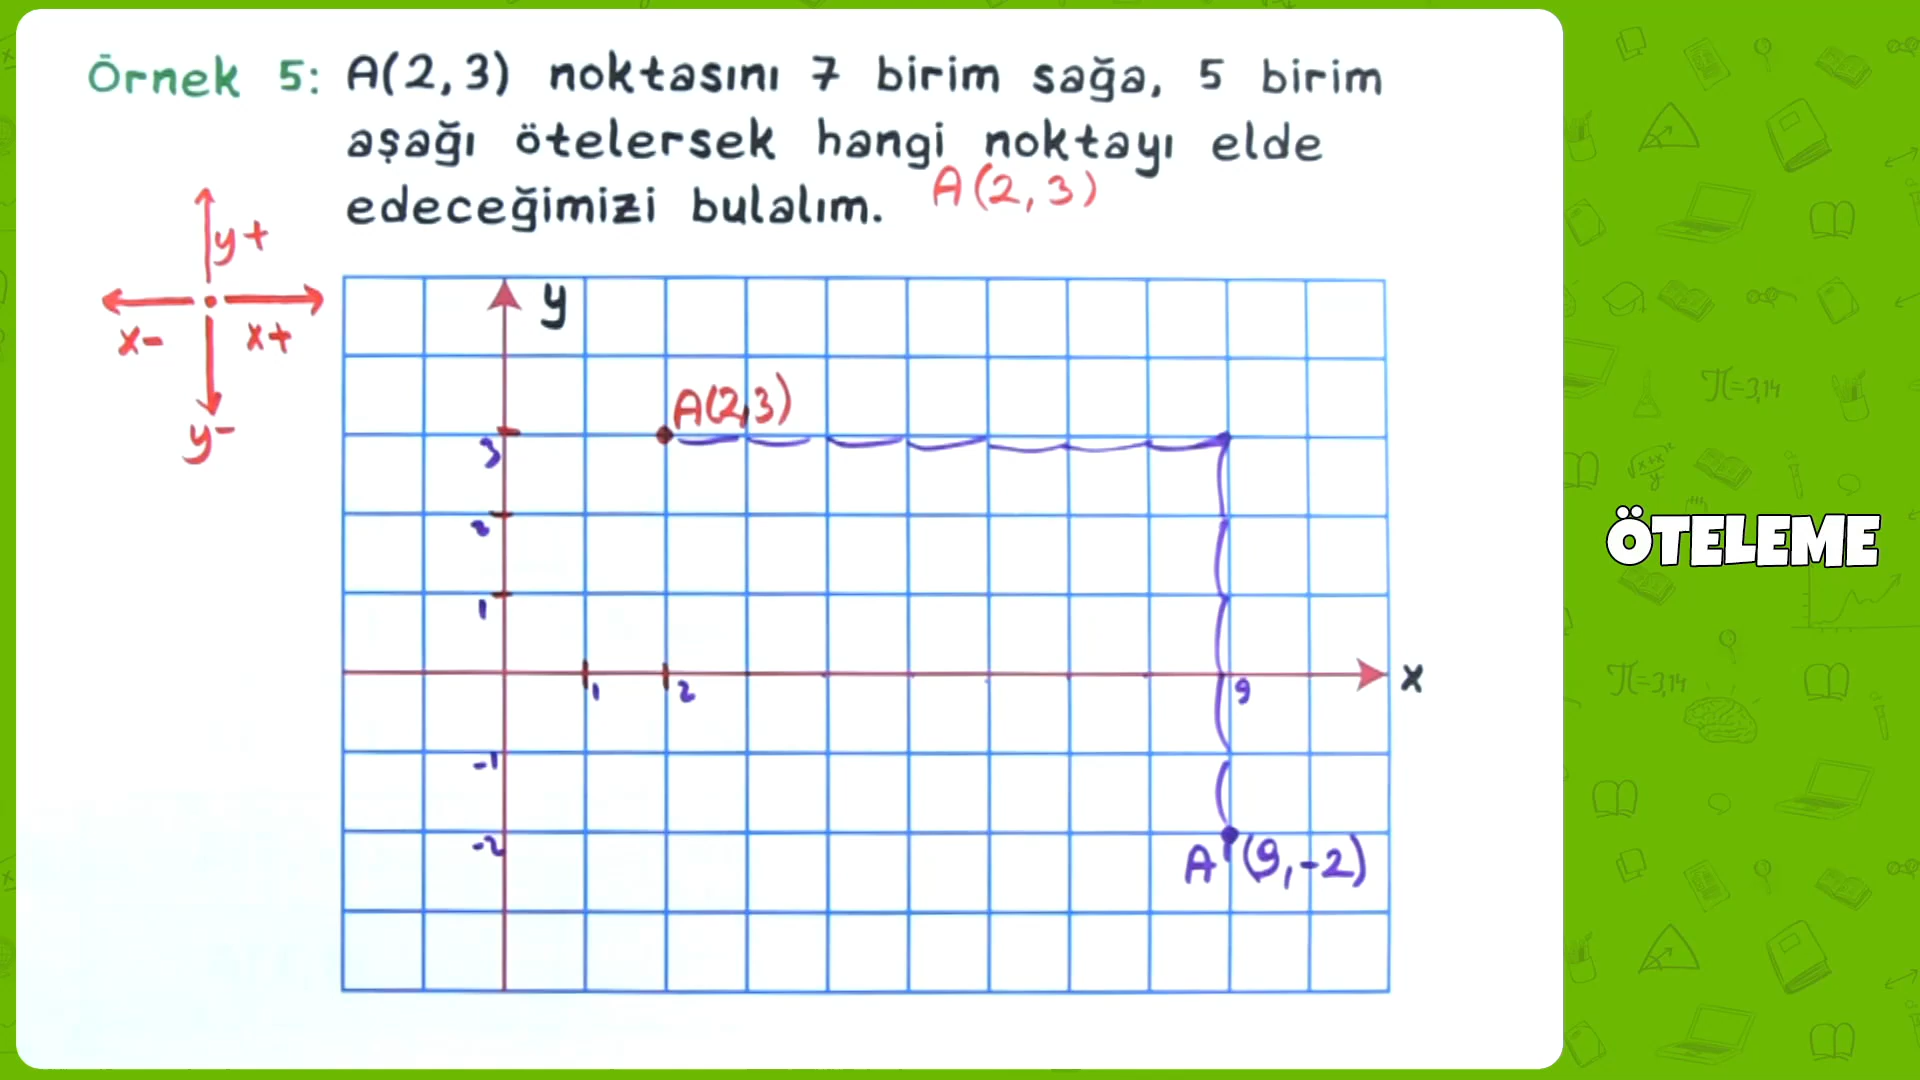 Örnek 5: A(2,3) noktasını 7 birim sağa, 5 birim
aşağı ötelersek hangi noktayı elde
edeceğimizi bulalım.
A(2,3)
y+
x-
x+
y-
y
A(2,3)
3
2
1
1
2
9
x
-1
-2
A'(9,-2)
ÖTELEME
π=3,14
π=3,14